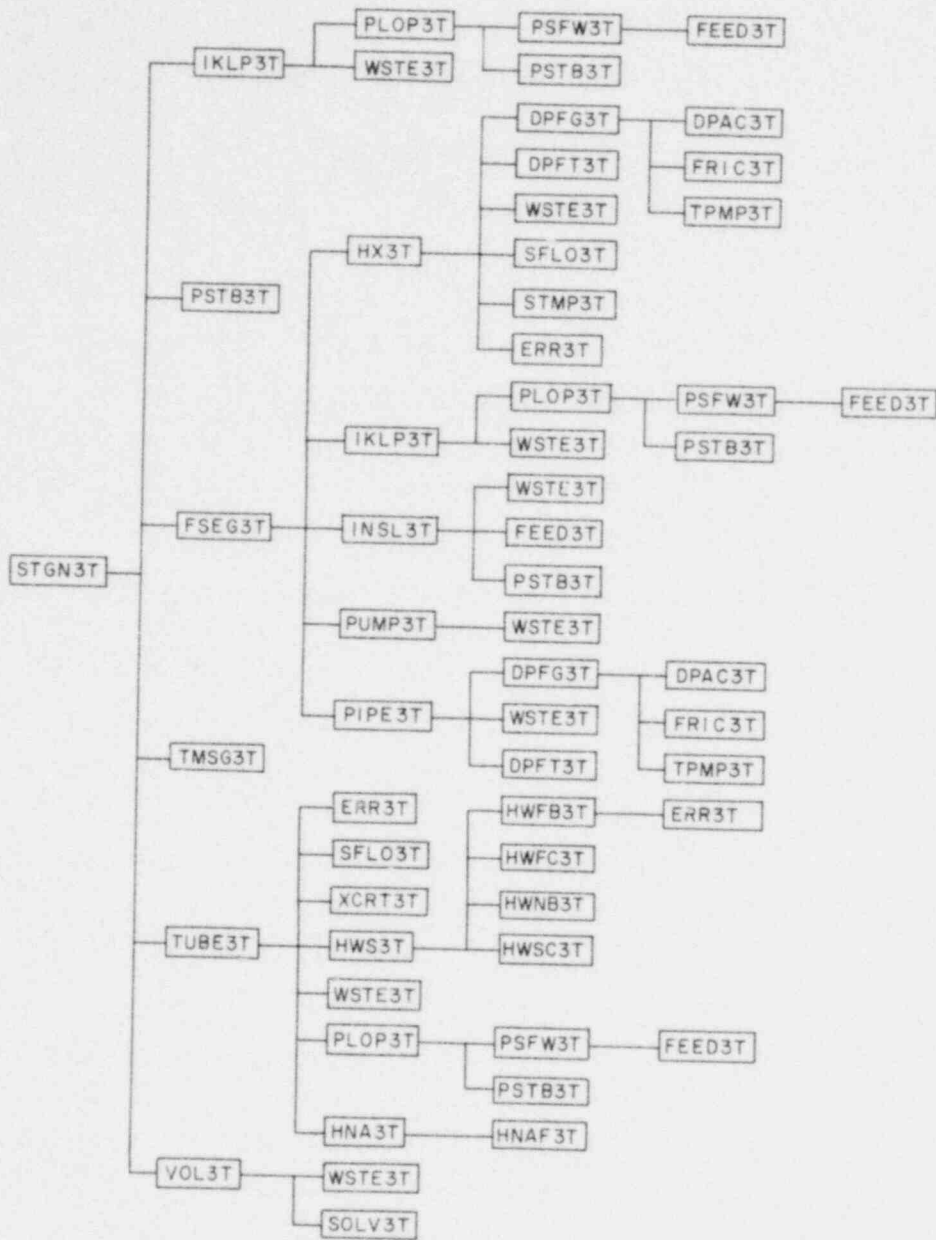 PLOP3T PSFW3T FEED3T
IKLP3T WSTE3T PSTB3T
DPFG3T DPAC3T
DPFT3T FRIC3T
WSTE3T TPMP3T
HX3T SFLO3T
PSTB3T STMP3T
ERR3T
PLOP3T PSFW3T FEED3T
IKLP3T WSTE3T PSTB3T
WSTE3T
FSEG3T INSL3T FEED3T
STGN3T PSTB3T
PUMP3T WSTE3T
DPFG3T DPAC3T
PIPE3T WSTE3T FRIC3T
TMSG3T DPFT3T TPMP3T
ERR3T HWFB3T ERR3T
SFLO3T HWFC3T
XCRT3T HWNB3T
TUBE3T HWS3T HWSC3T
WSTE3T
PLOP3T PSFW3T FEED3T
PSTB3T
HNA3T HNAF3T
VOL3T WSTE3T
SOLV3T